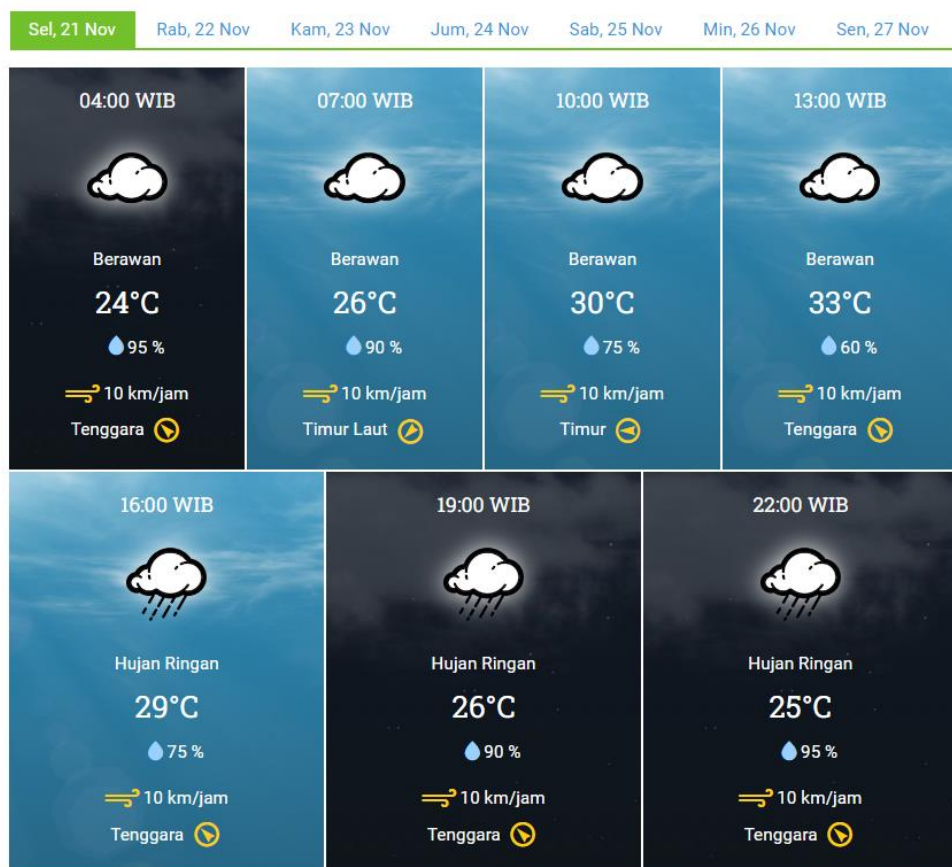 Sel, 21 Nov Rab, 22 Nov Kam, 23 Nov Jum, 24 Nov Sab, 25 Nov Min, 26 Nov Sen, 27 Nov
04:00 WIB
Berawan
24°C
95 %
10 km/jam
Tenggara
07:00 WIB
Berawan
26°C
90 %
10 km/jam
Timur Laut
10:00 WIB
Berawan
30°C
75 %
10 km/jam
Timur
13:00 WIB
Berawan
33°C
60 %
10 km/jam
Tenggara
16:00 WIB
Hujan Ringan
29°C
75 %
10 km/jam
Tenggara
19:00 WIB
Hujan Ringan
26°C
90 %
10 km/jam
Tenggara
22:00 WIB
Hujan Ringan
25°C
95 %
10 km/jam
Tenggara